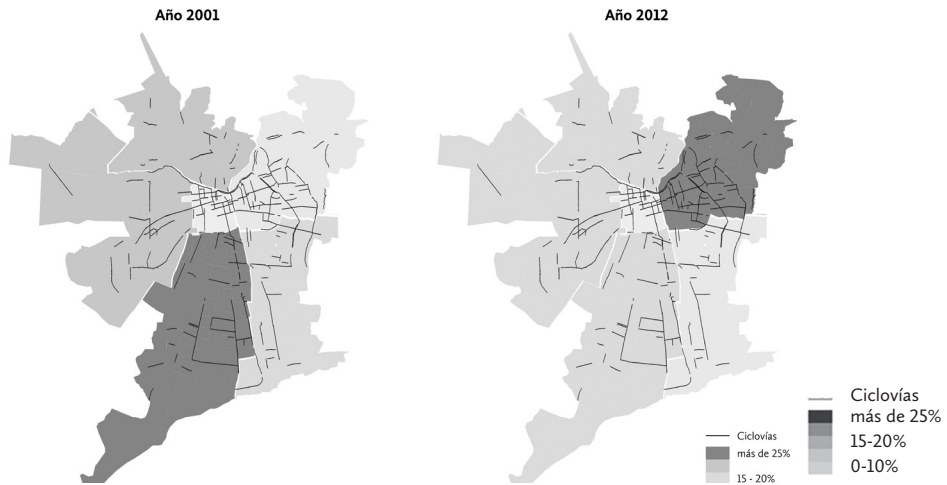 Año 2001
Año 2012
Ciclovías
más de 25%
15 - 20%
Ciclovías
más de 25%
15-20%
0-10%